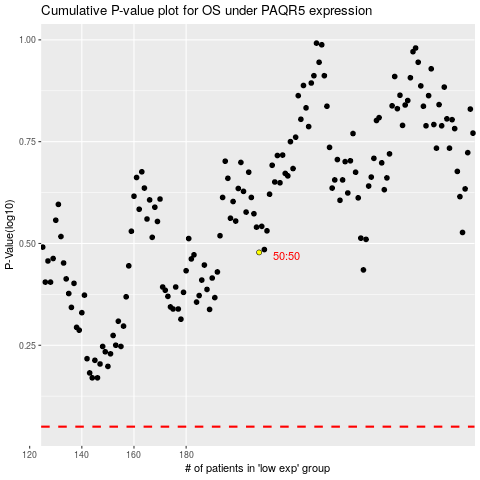 Cumulative P-value plot for OS under PAQR5 expression
P-Value(log10)
1.00
0.75
0.50
0.25
50:50
120 140 160 180
# of patients in 'low exp' group